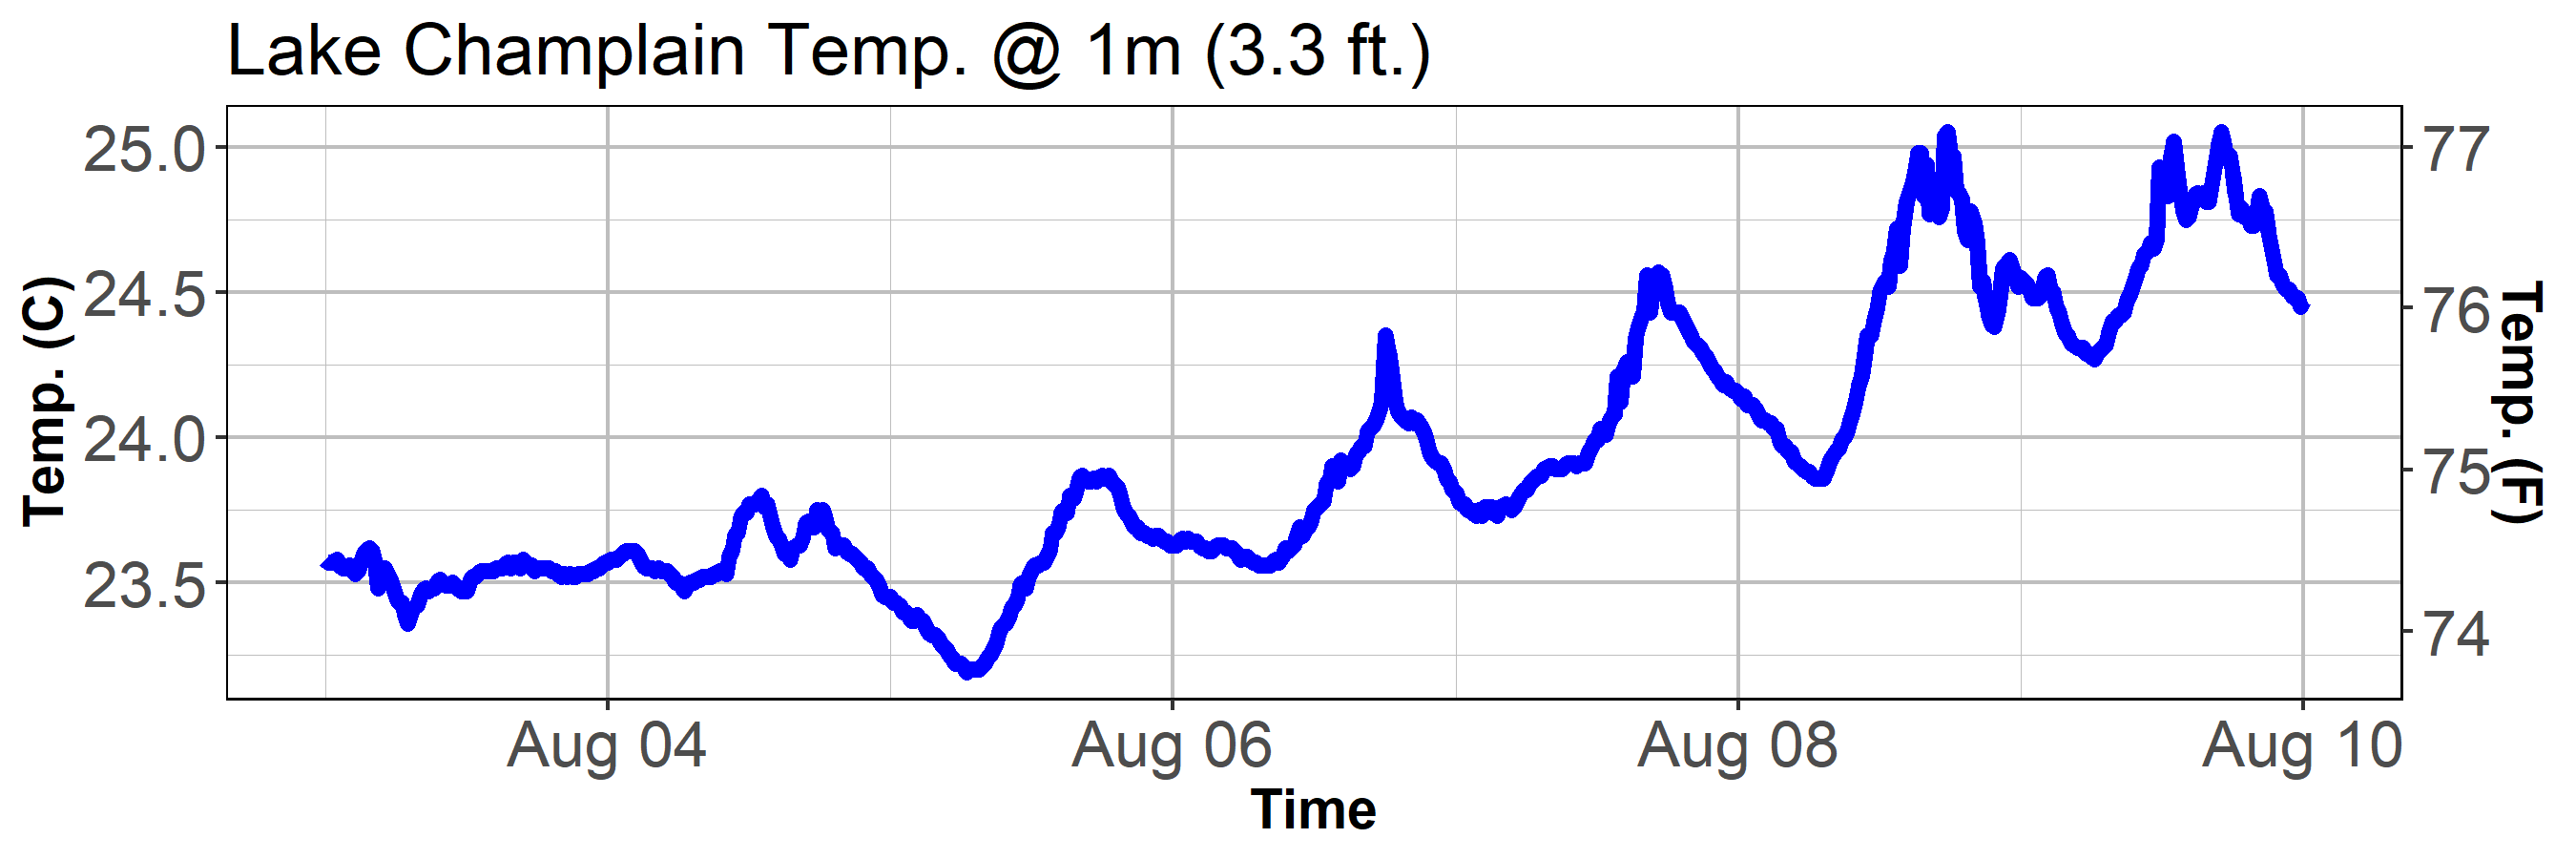 Lake Champlain Temp. @ 1m (3.3 ft.)
Temp. (C)
25.0
24.5
24.0
23.5
77
76
75
74
Temp. (F)
Aug 04
Aug 06
Aug 08
Aug 10
Time